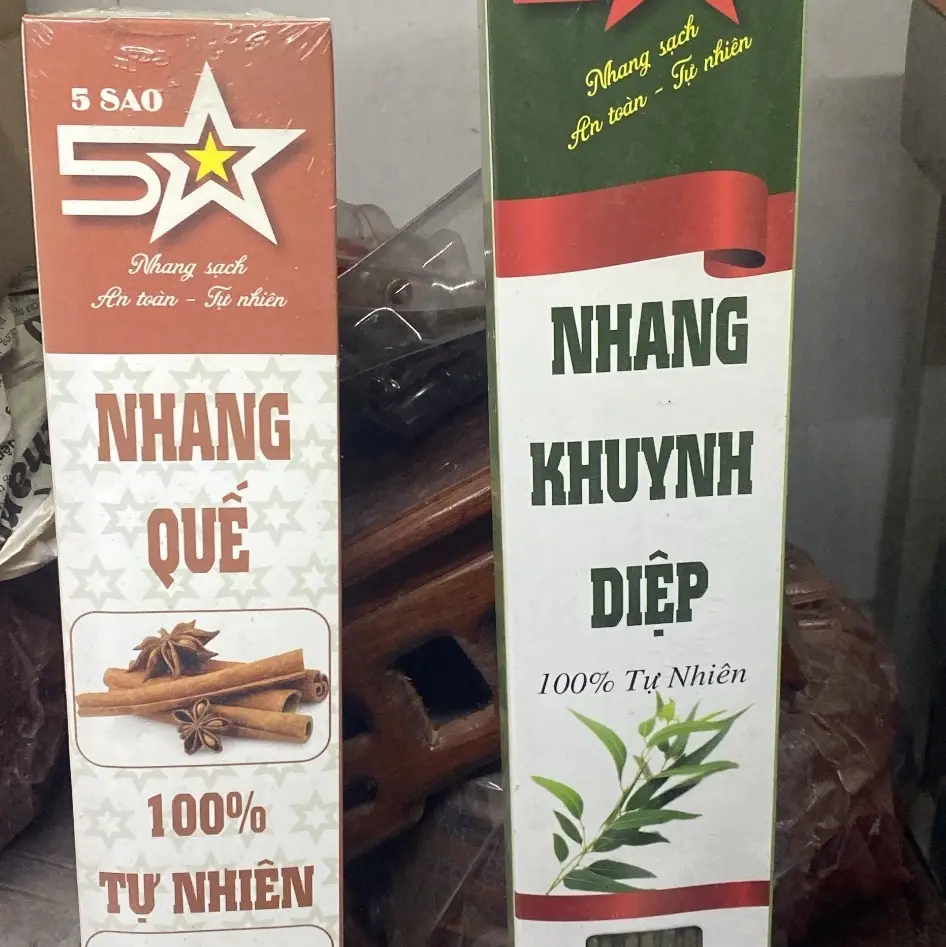 5 SAO
5
Nhang sạch
An toàn - Tự nhiên
NHANG
QUẾ
100%
TỰ NHIÊN
Nhang sạch
An toàn - Tự nhiên
NHANG
KHUYNH
DIỆP
100% Tự Nhiên